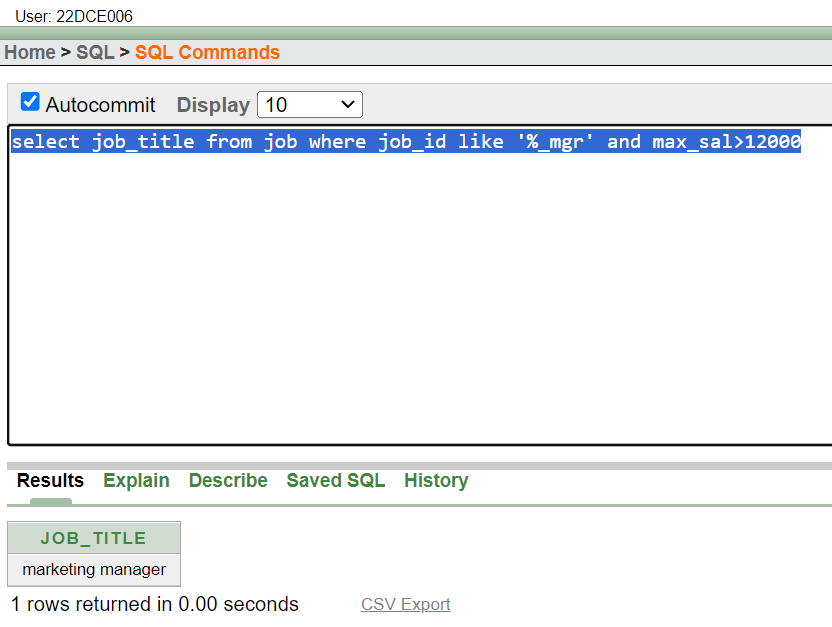 User: 22DCE006
Home > SQL > SQL Commands
Autocommit Display 10
select job_title from job where job_id like '%_mgr' and max_sal>12000
Results Explain Describe Saved SQL History
JOB_TITLE
marketing manager
1 rows returned in 0.00 seconds CSV Export